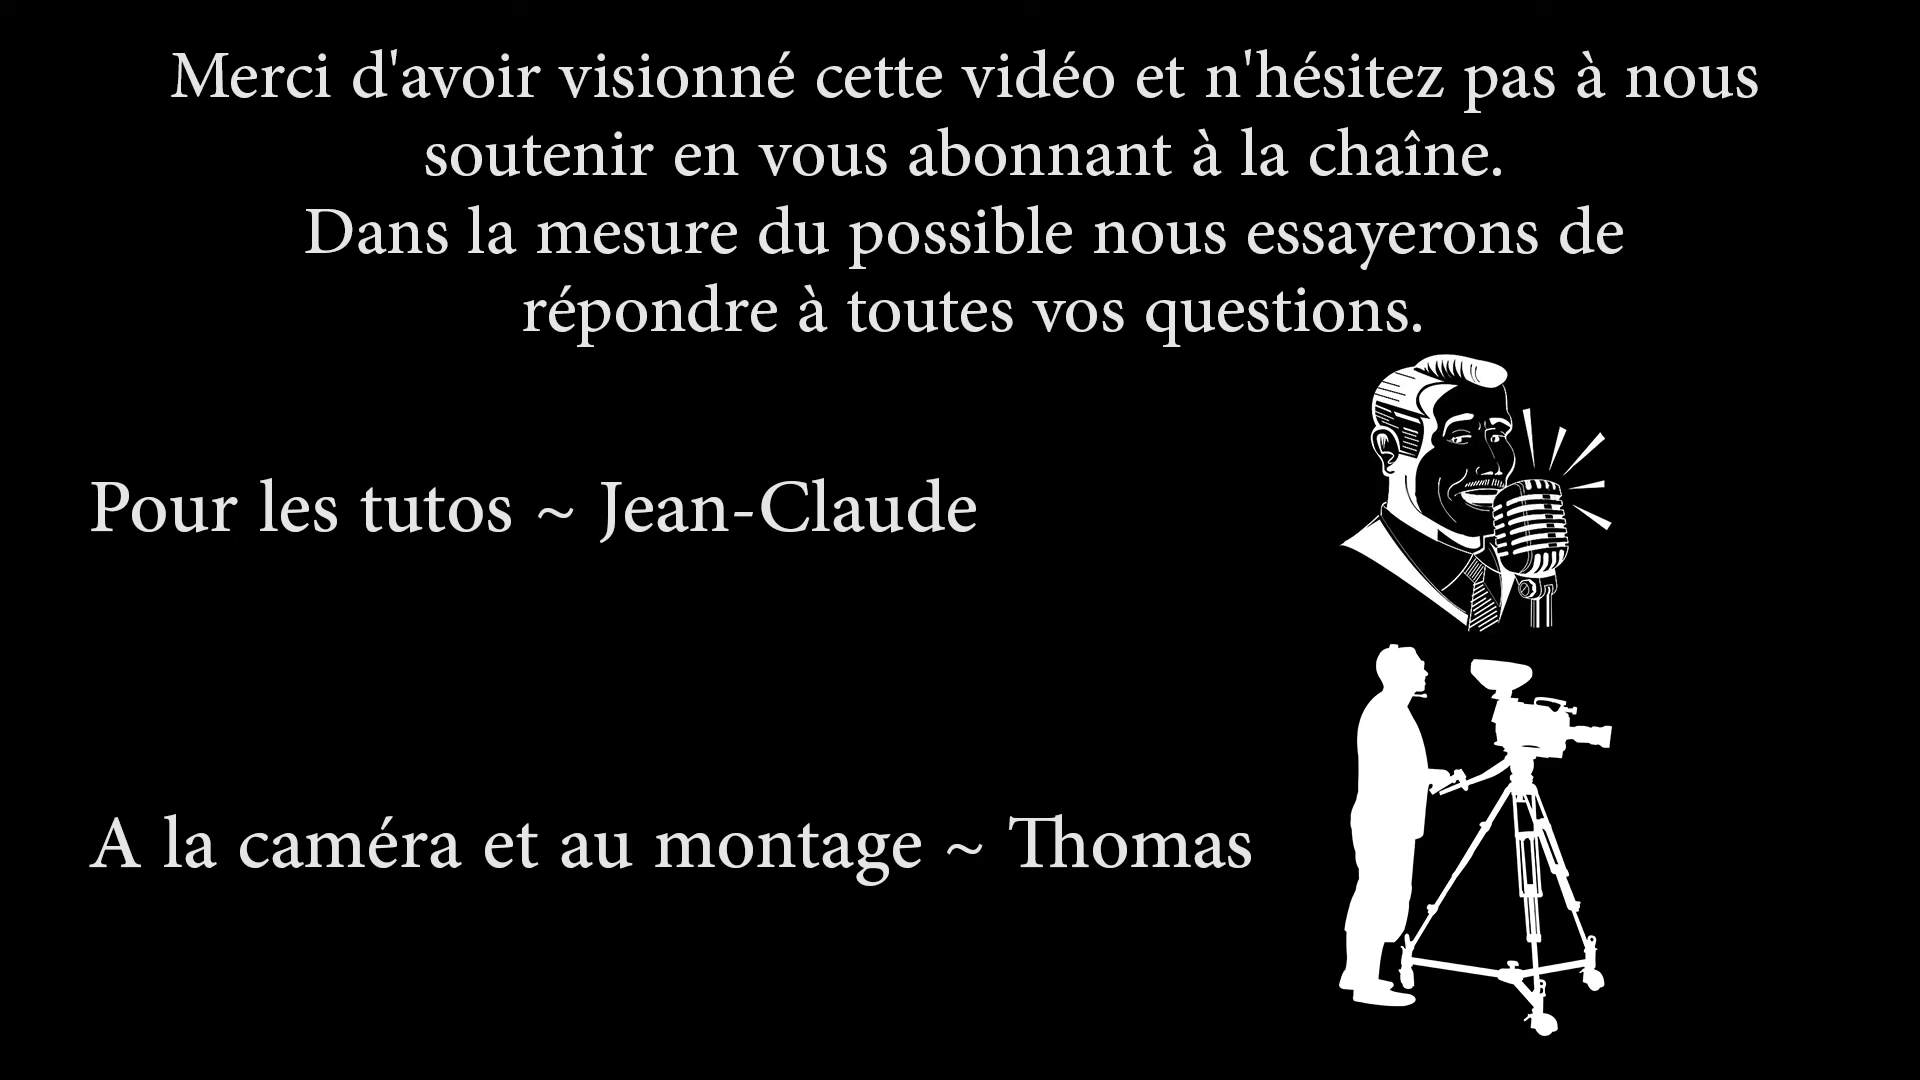 Merci d'avoir visionné cette vidéo et n'hésitez pas à nous
soutenir en vous abonnant à la chaîne.
Dans la mesure du possible nous essayerons de
répondre à toutes vos questions.
Pour les tutos ~ Jean-Claude
A la caméra et au montage ~ Thomas